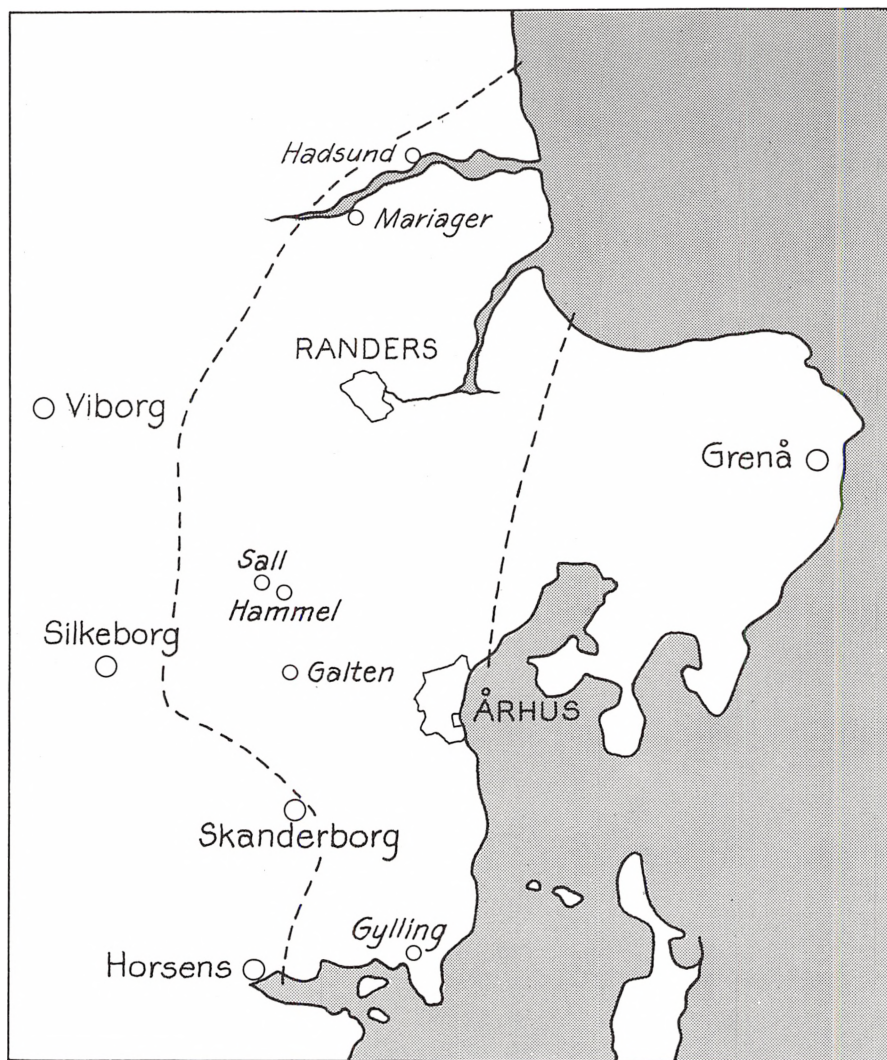 Hadsund
Mariager
RANDERS
Viborg
Grenå
Sall
Hammel
Silkeborg
Galten
ÅRHUS
Skanderborg
Gylling
Horsens